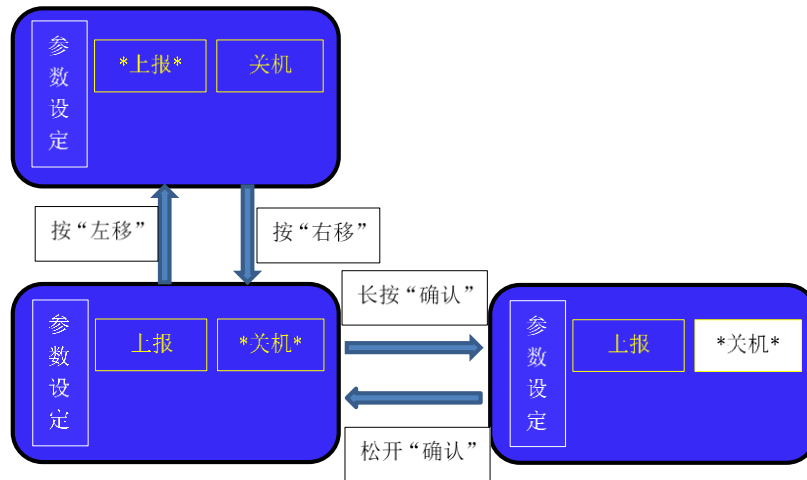 参数设定
*上报*
关机
按“左移”
按“右移”
参数设定
上报
*关机*
长按“确认”
松开“确认”
参数设定
上报
*关机*